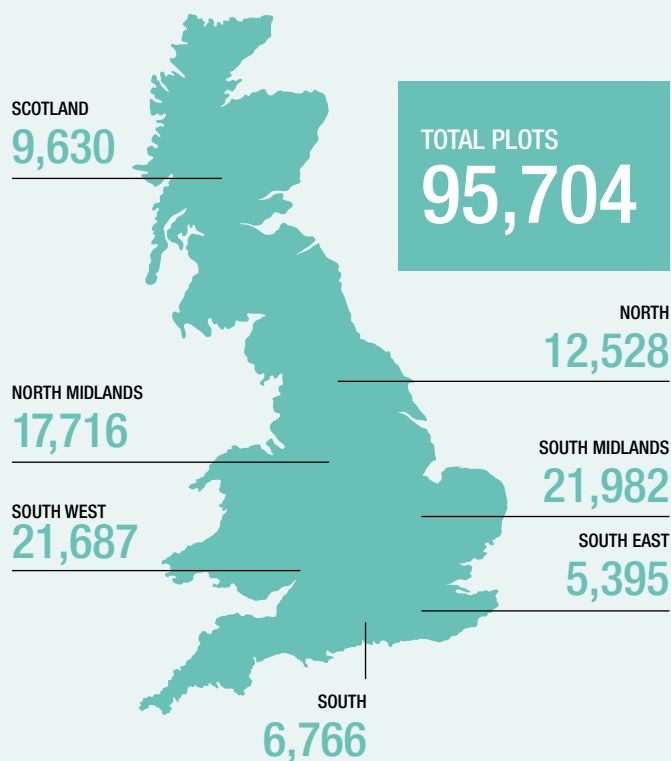 SCOTLAND
9,630
TOTAL PLOTS
95,704
NORTH
12,528
NORTH MIDLANDS
17,716
SOUTH MIDLANDS
21,982
SOUTH WEST
21,687
SOUTH EAST
5,395
SOUTH
6,766